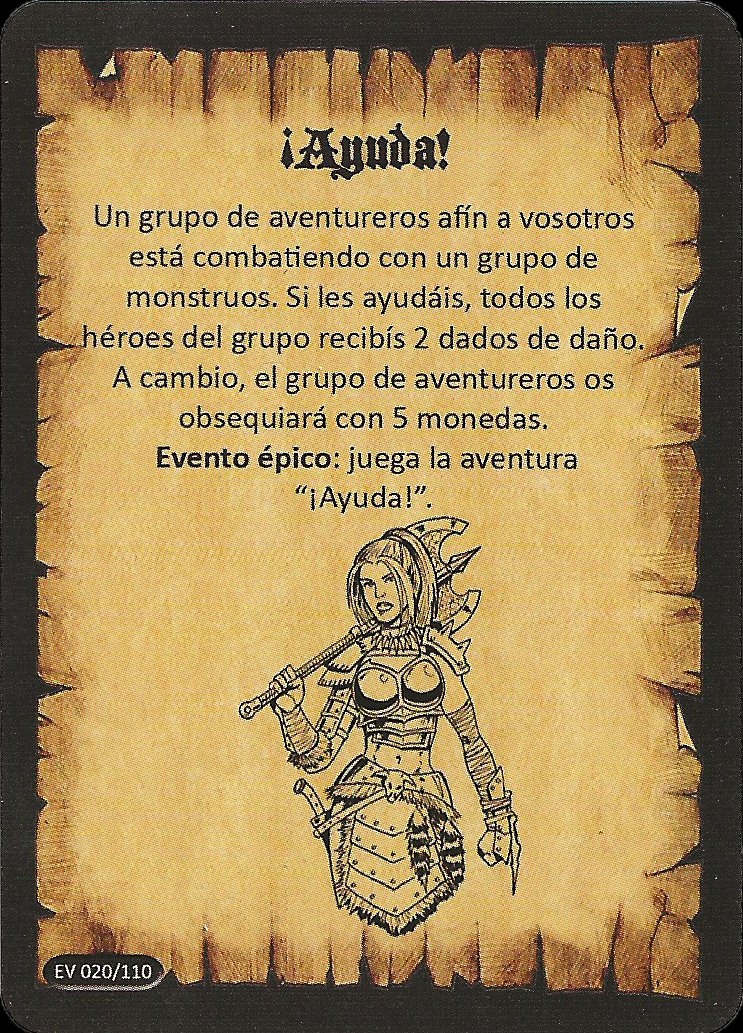 ¡Ayuda!
Un grupo de aventureros afín a vosotros
está combatiendo con un grupo de
monstruos. Si les ayudáis, todos los
héroes del grupo recibís 2 dados de daño.
A cambio, el grupo de aventureros os
obsequiará con 5 monedas.
Evento épico: juega la aventura
“¡Ayuda!”.
EV 020/110